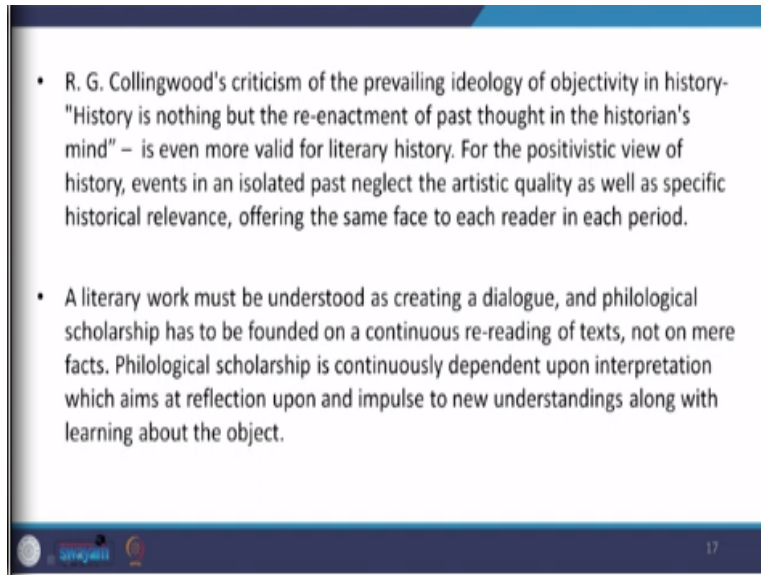 • R. G. Collingwood's criticism of the prevailing ideology of objectivity in history-
"History is nothing but the re-enactment of past thought in the historian's
mind" – is even more valid for literary history. For the positivistic view of
history, events in an isolated past neglect the artistic quality as well as specific
historical relevance, offering the same face to each reader in each period.
• A literary work must be understood as creating a dialogue, and philological
scholarship has to be founded on a continuous re-reading of texts, not on mere
facts. Philological scholarship is continuously dependent upon interpretation
which aims at reflection upon and impulse to new understandings along with
learning about the object.
swayam
17